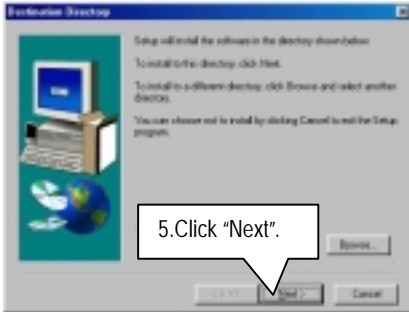 Destination Directory
Setup will install the software in the directory shown below.
To install to this directory, click Next.
To install to a different directory, click Browse and select another
directory.
You can choose not to install by clicking Cancel to exit the Setup
program.
5.Click “Next”.
Browse...
Next >
Cancel